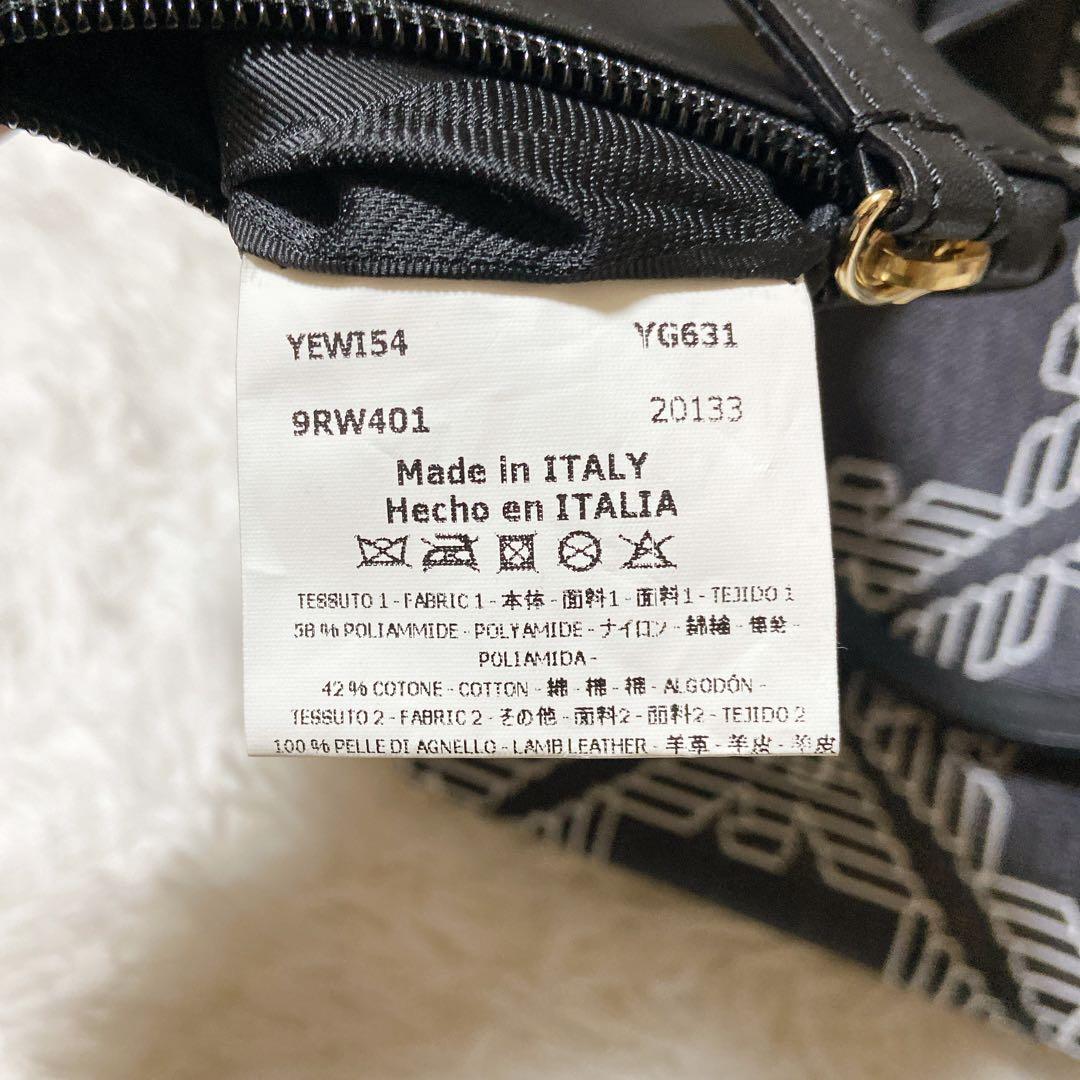 YEWI54 YG631
9RW401 20133
Made in ITALY
Hecho en ITALIA
TESSUTO 1 - FABRIC 1 - 本体 - 面料1 - 面料1 - TEJIDO 1
58 % POLIAMMIDE - POLYAMIDE - ナイロン - 錦綸 -
POLIAMIDA -
42 % COTONE - COTTON - 綿 - 棉 - 棉 - ALGODÓN -
TESSUTO 2 - FABRIC 2 - その他 - 面料2 - 面料2 - TEJIDO 2
100 % PELLE DI AGNELLO - LAMB LEATHER - 羊革 - 羊皮 - 羊皮